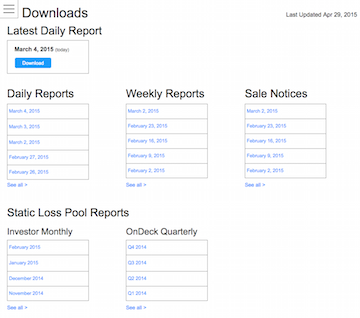 Downloads
Last Updated Apr 29, 2015
Latest Daily Report
March 4, 2015 (today)
Download
Daily Reports
March 4, 2015
March 3, 2015
March 2, 2015
February 27, 2015
February 26, 2015
See all >
Weekly Reports
March 2, 2015
February 23, 2015
February 16, 2015
February 9, 2015
February 2, 2015
See all >
Sale Notices
March 2, 2015
February 23, 2015
February 16, 2015
February 9, 2015
February 2, 2015
See all >
Static Loss Pool Reports
Investor Monthly
February 2015
January 2015
December 2014
November 2014
See all >
OnDeck Quarterly
Q4 2014
Q3 2014
Q2 2014
Q1 2014
See all >